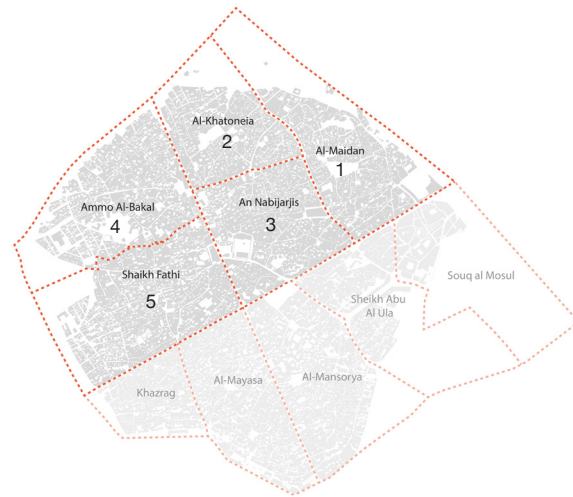 Al-Khatoneia
2
Al-Maidan
1
Ammo Al-Bakal
4
An Nabijarjis
3
Shaikh Fathi
5
Souq al Mosul
Sheikh Abu
Al Ula
Khazrag
Al-Mayasa
Al-Mansorya